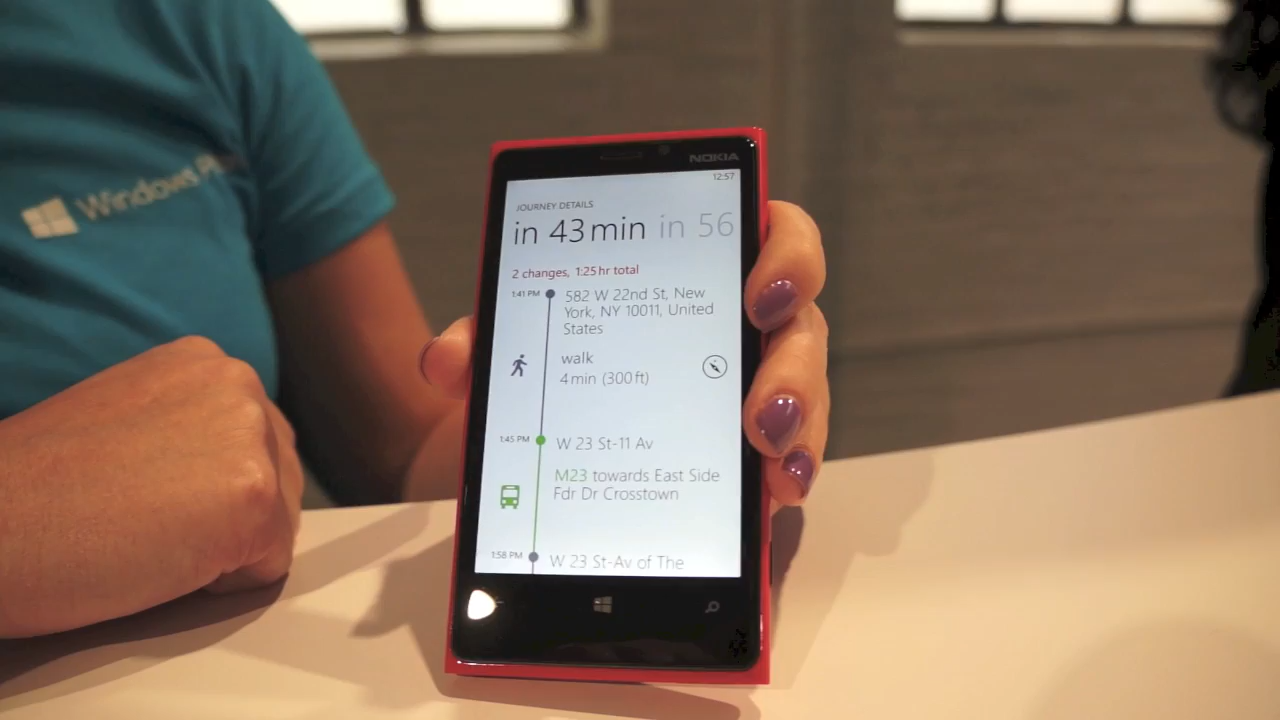 Windows
NOKIA
12:57
JOURNEY DETAILS
in 43 min in 56
2 changes, 1:25 hr total
1:41 PM
582 W 22nd St, New
York, NY 10011, United
States
walk
4 min (300 ft)
1:45 PM
W 23 St-11 Av
M23 towards East Side
Fdr Dr Crosstown
1:58 PM
W 23 St-Av of The